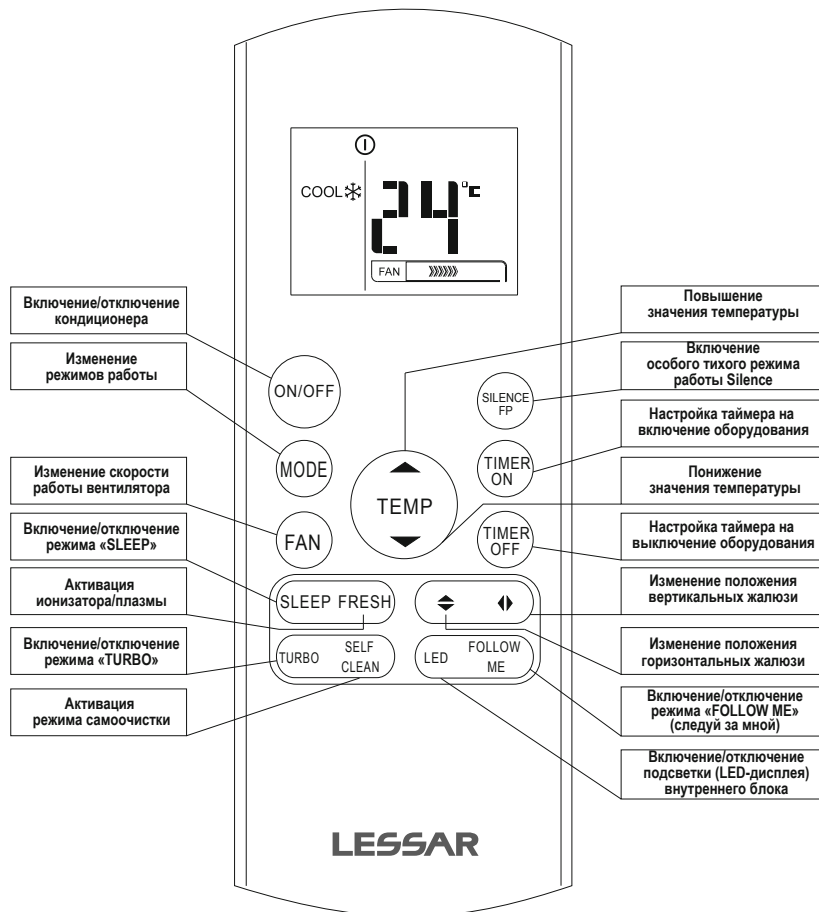 COOL
24°C
FAN
Включение/отключение
кондиционера
Изменение
режимов работы
Изменение скорости
работы вентилятора
Включение/отключение
режима «SLEEP»
Активация
ионизатора/плазмы
Включение/отключение
режима «TURBO»
Активация
режима самоочистки
ON/OFF
MODE
FAN
TEMP
SILENCE
FP
TIMER
ON
TIMER
OFF
SLEEP FRESH
TURBO
SELF
CLEAN
LED
FOLLOW
ME
Повышение
значения температуры
Включение
особого тихого режима
работы Silence
Настройка таймера на
включение оборудования
Понижение
значения температуры
Настройка таймера на
выключение оборудования
Изменение положения
вертикальных жалюзи
Изменение положения
горизонтальных жалюзи
Включение/отключение
режима «FOLLOW ME»
(следуй за мной)
Включение/отключение
подсветки (LED-дисплея)
внутреннего блока
LESSAR